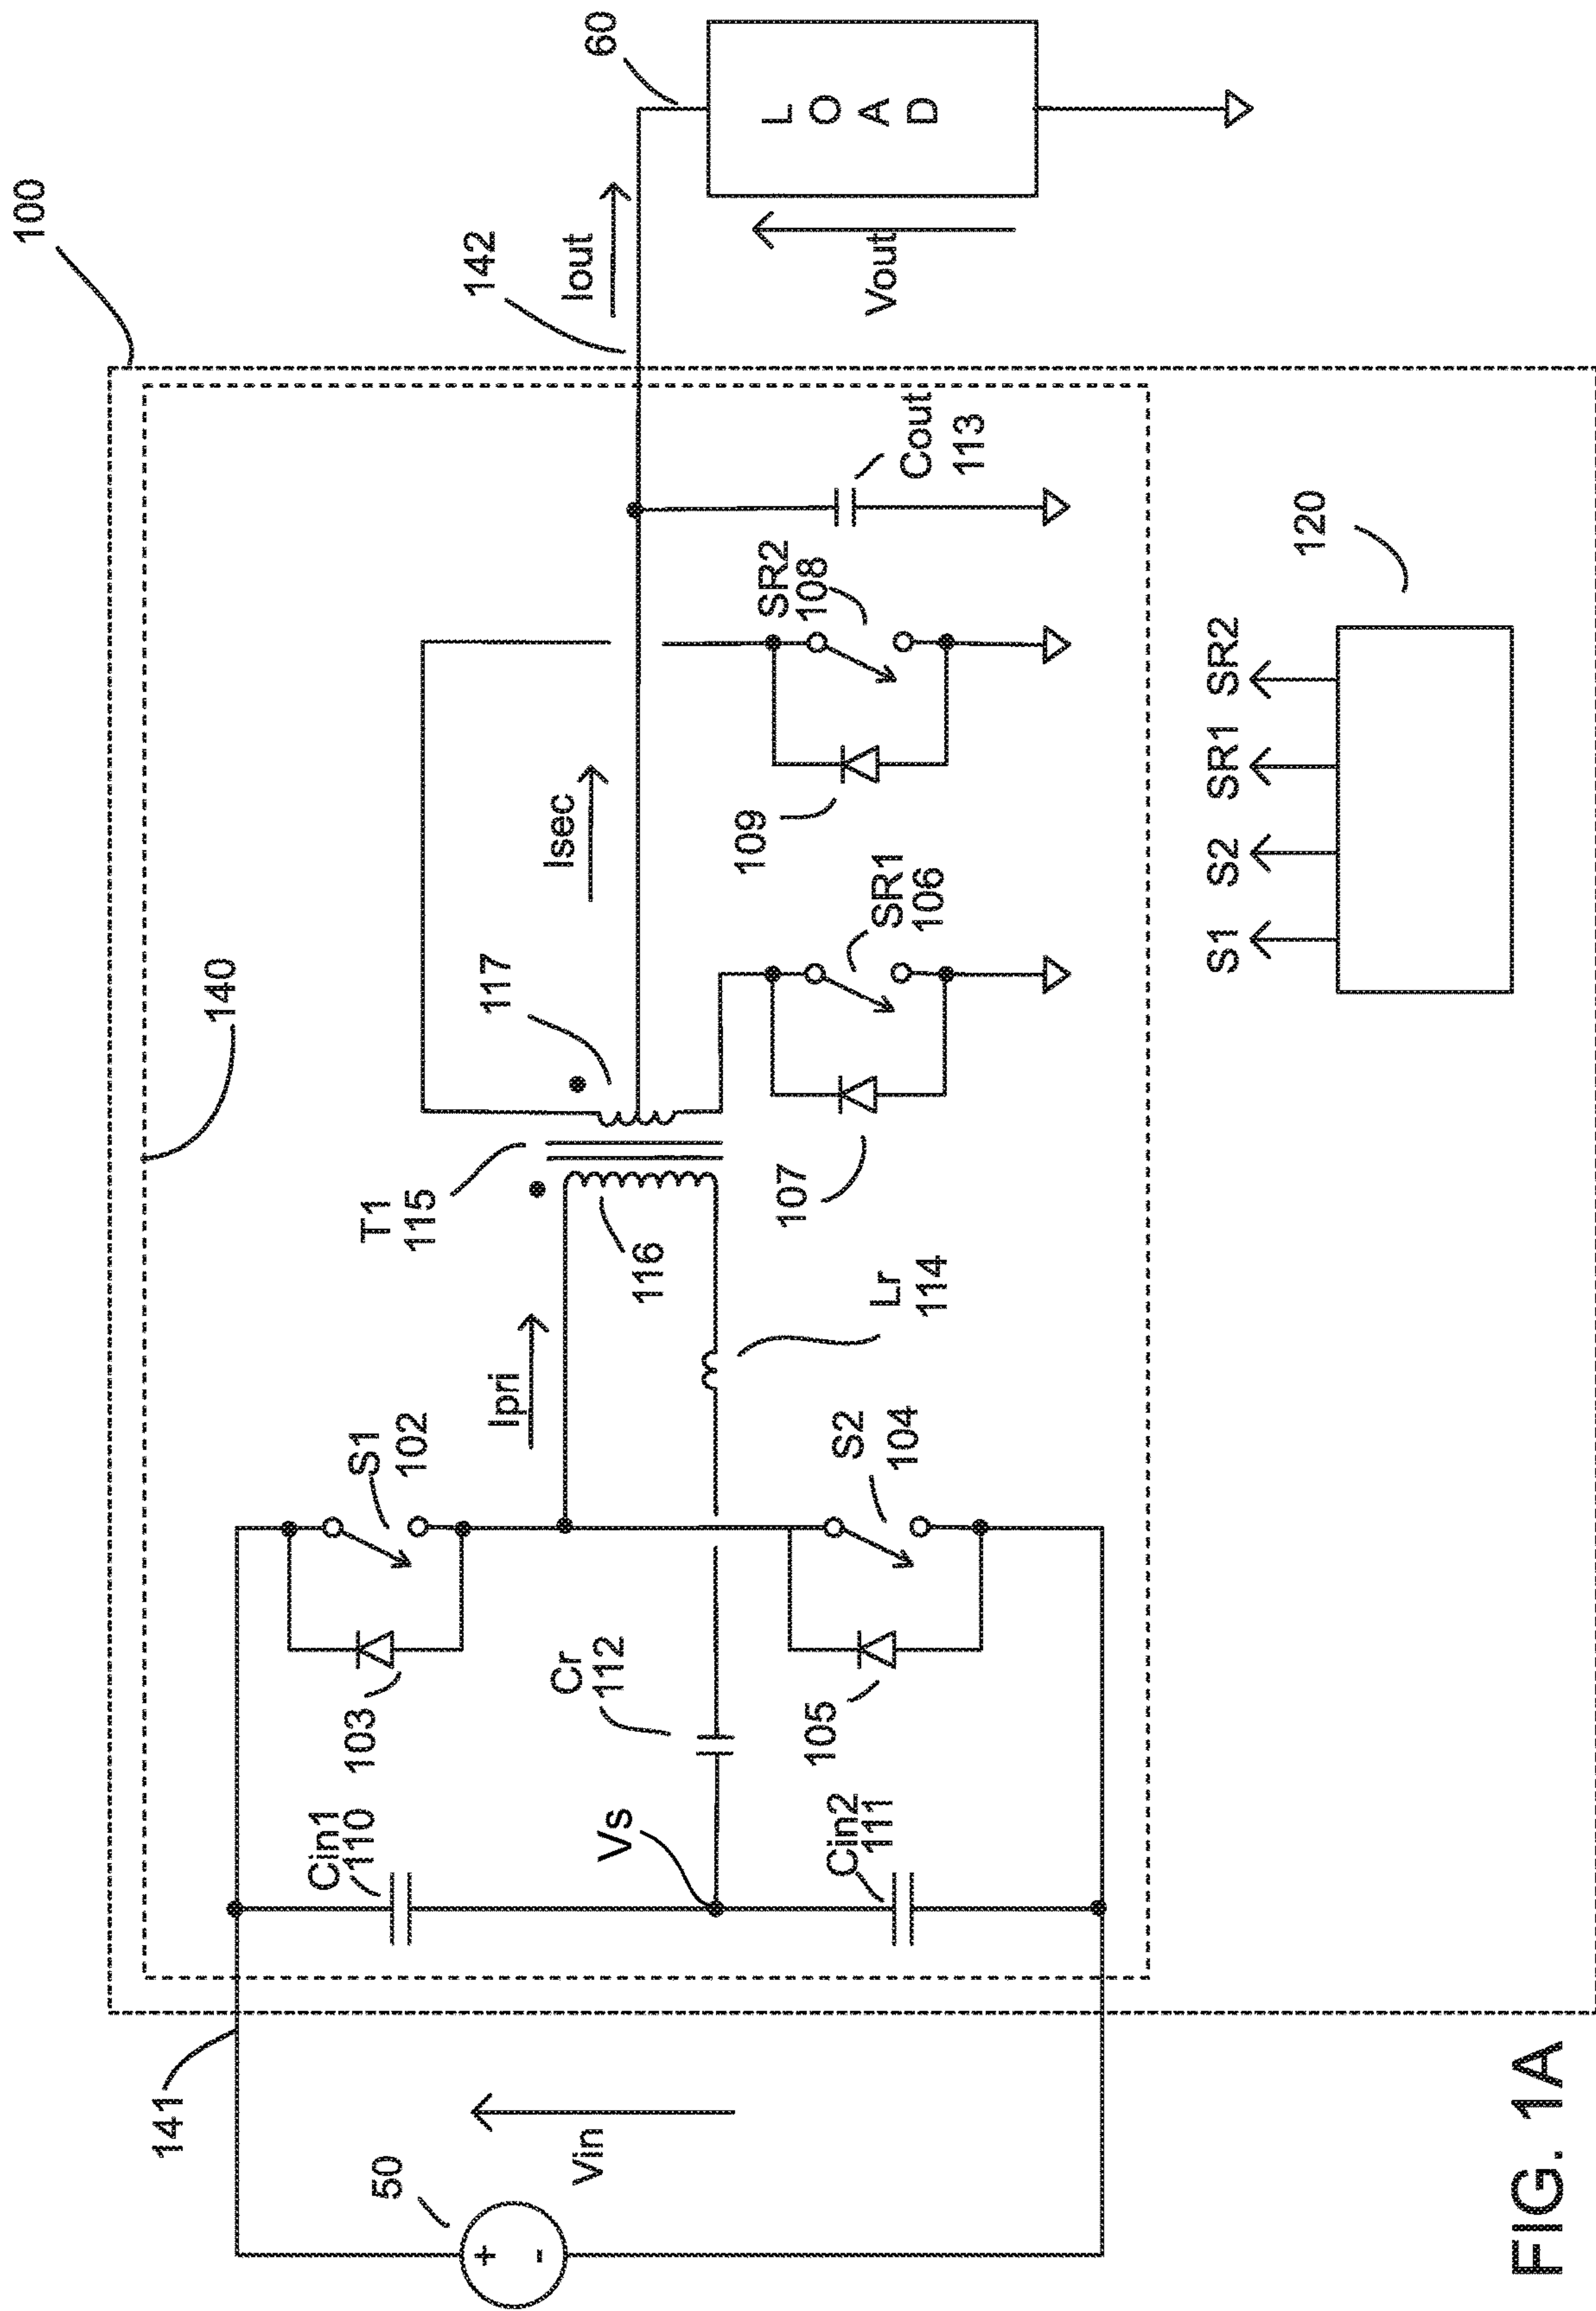 100
140
142
Iout
60
LOAD
Vout
141
50
+
-
Vin
Cin1
110
103
S1
102
Ipri
T1
115
117
Isec
116
Vs
Cr
112
Lr
114
107
SR1
106
109
SR2
108
Cout
113
Cin2
111
105
S2
104
S1
S2
SR1
SR2
120
FIG. 1A